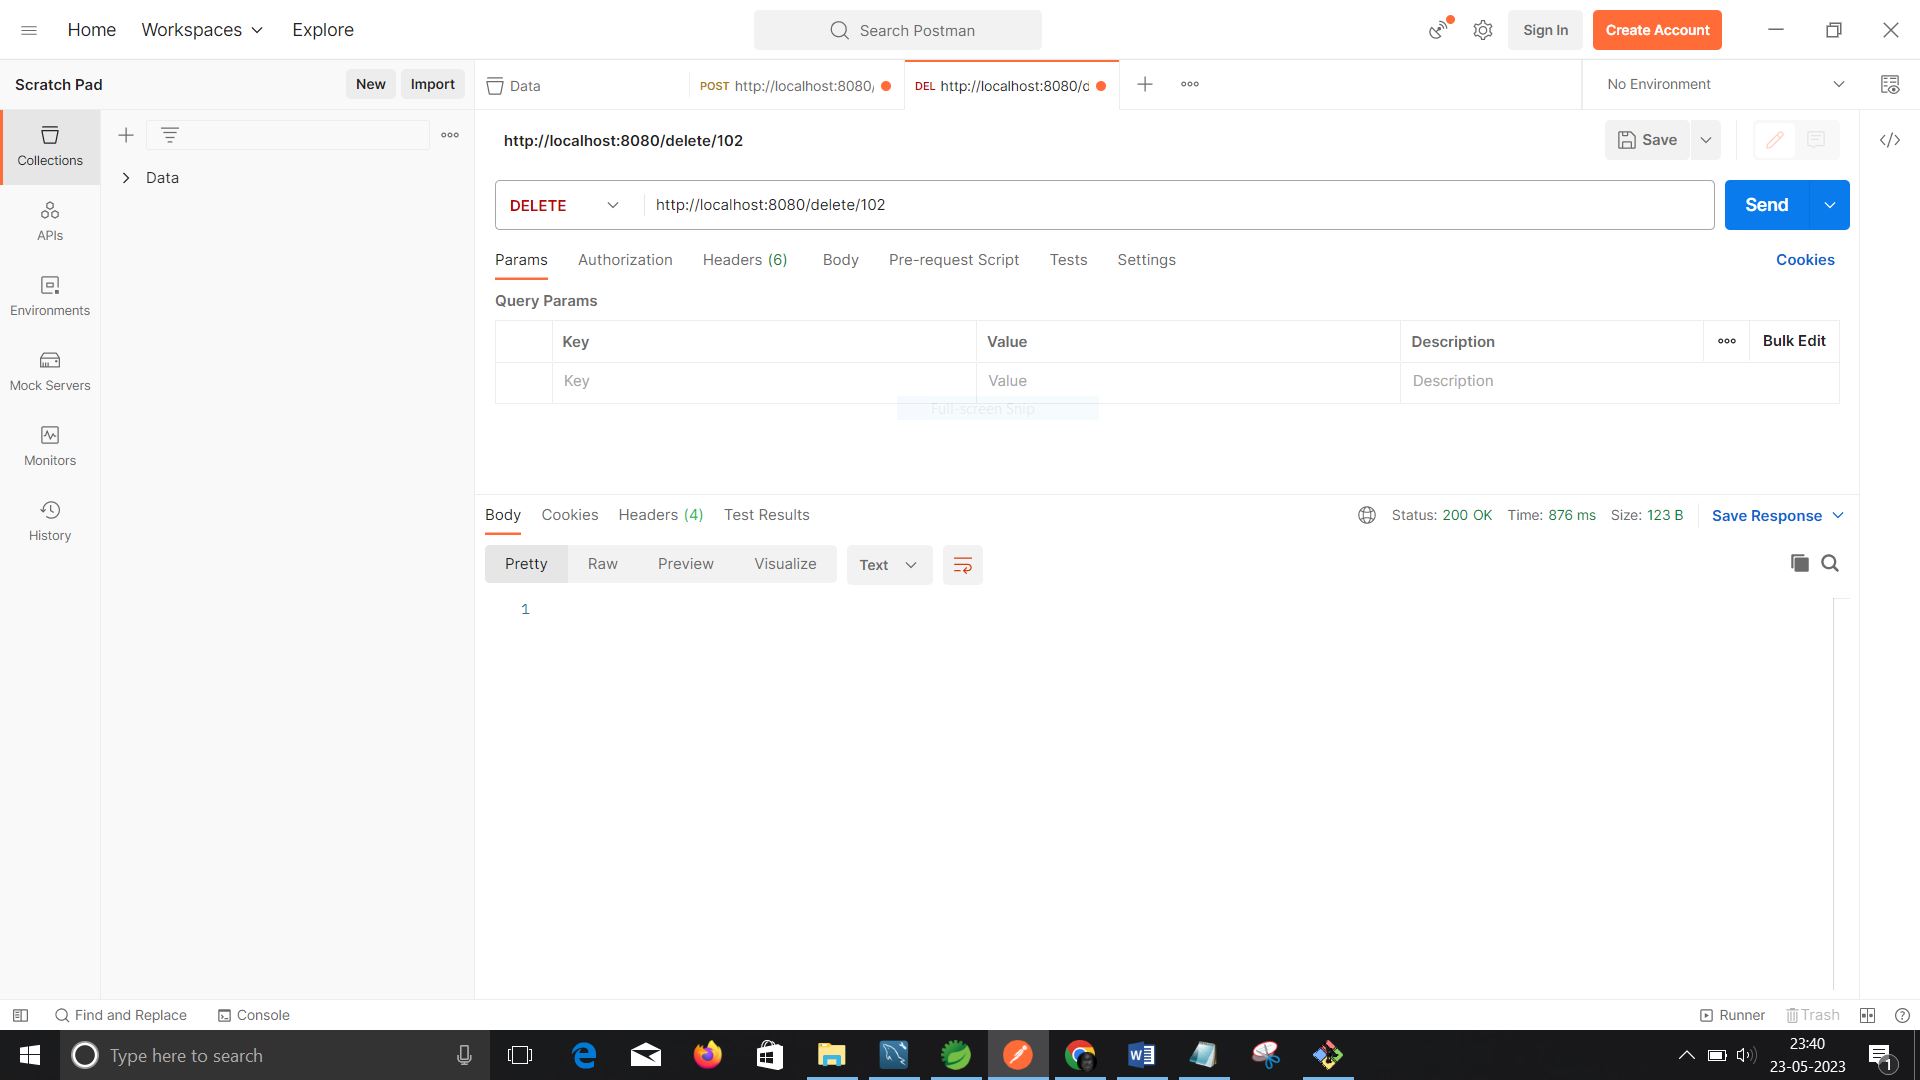 Home
Workspaces
Explore
Search Postman
Sign In
Create Account
Scratch Pad
New
Import
Data
POST http://localhost:8080/
DEL http://localhost:8080/d
No Environment
Collections
APIs
Environments
Mock Servers
Monitors
History
Data
http://localhost:8080/delete/102
Save
DELETE
http://localhost:8080/delete/102
Send
Params
Authorization
Headers (6)
Body
Pre-request Script
Tests
Settings
Cookies
Query Params
Key
Value
Description
Bulk Edit
Key
Value
Description
Full-screen Snip
Body
Cookies
Headers (4)
Test Results
Status: 200 OK
Time: 876 ms
Size: 123 B
Save Response
Pretty
Raw
Preview
Visualize
Text
1
Find and Replace
Console
Runner
Trash
Type here to search
23:40
23-05-2023
1